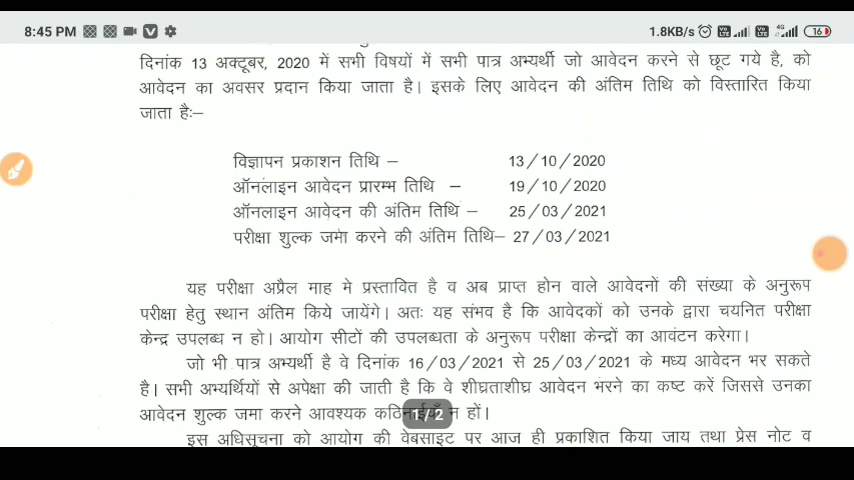 8:45 PM 1.8KB/s 4G 16
दिनांक 13 अक्टूबर, 2020 में सभी विषयों में सभी पात्र अभ्यर्थी जो आवेदन करने से छूट गये है, को
आवेदन का अवसर प्रदान किया जाता है। इसके लिए आवेदन की अंतिम तिथि को विस्तारित किया
जाता हैः–
विज्ञापन प्रकाशन तिथि – 13/10/2020
ऑनलाइन आवेदन प्रारम्भ तिथि – 19/10/2020
ऑनलाइन आवेदन की अंतिम तिथि – 25/03/2021
परीक्षा शुल्क जमा करने की अंतिम तिथि– 27/03/2021
यह परीक्षा अप्रैल माह मे प्रस्तावित है व अब प्राप्त होन वाले आवेदनों की संख्या के अनुरूप
परीक्षा हेतु स्थान अंतिम किये जायेंगे। अतः यह संभव है कि आवेदकों को उनके द्वारा चयनित परीक्षा
केन्द्र उपलब्ध न हो। आयोग सीटों की उपलब्धता के अनुरूप परीक्षा केन्द्रों का आवंटन करेगा।
जो भी पात्र अभ्यर्थी है वे दिनांक 16/03/2021 से 25/03/2021 के मध्य आवेदन भर सकते
है। सभी अभ्यर्थियों से अपेक्षा की जाती है कि वे शीघ्रताशीघ्र आवेदन भरने का कष्ट करें जिससे उनका
आवेदन शुल्क जमा करने आवश्यक न हों।
1/2
इस अधिसूचना को आयोग की वेबसाइट पर आज ही प्रकाशित किया जाय तथा प्रेस नोट व